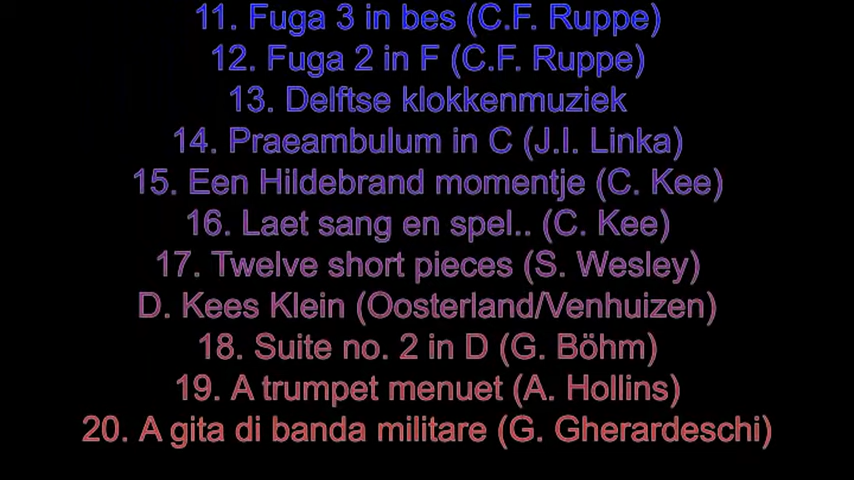 11. Fuga 3 in bes (C.F. Ruppe)
12. Fuga 2 in F (C.F. Ruppe)
13. Delftse klokkenmuziek
14. Praeambulum in C (J.I. Linka)
15. Een Hildebrand momentje (C. Kee)
16. Laet sang en spel.. (C. Kee)
17. Twelve short pieces (S. Wesley)
D. Kees Klein (Oosterland/Venhuizen)
18. Suite no. 2 in D (G. Böhm)
19. A trumpet menuet (A. Hollins)
20. A gita di banda militare (G. Gherardeschi)